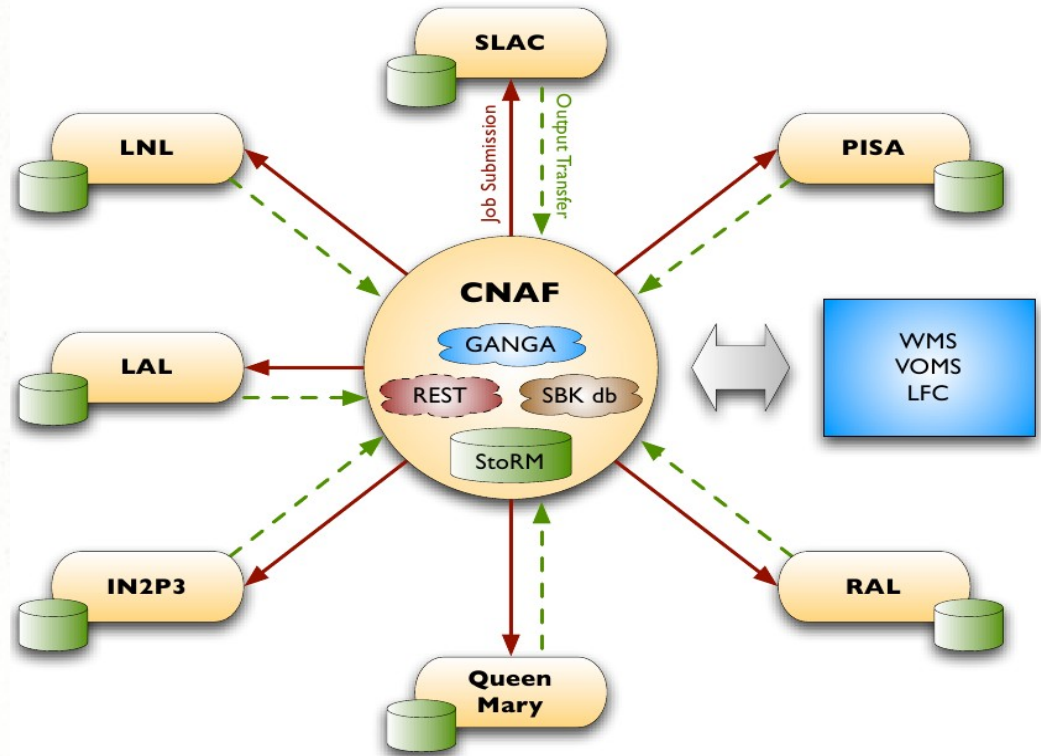 SLAC
LNL
PISA
Job Submission
Output Transfer
CNAF
GANGA
REST
SBK db
StoRM
WMS
VOMS
LFC
LAL
IN2P3
RAL
Queen
Mary